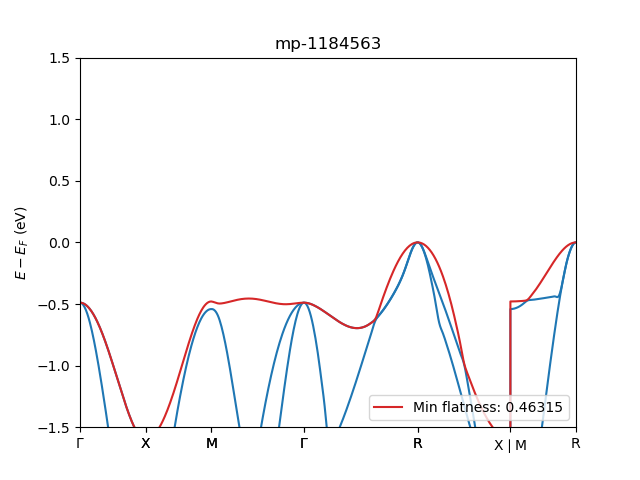 mp-1184563
1.5
1.0
0.5
0.0
−0.5
−1.0
−1.5
E − E_F (eV)
Min flatness: 0.46315
Γ X M Γ R X | M R